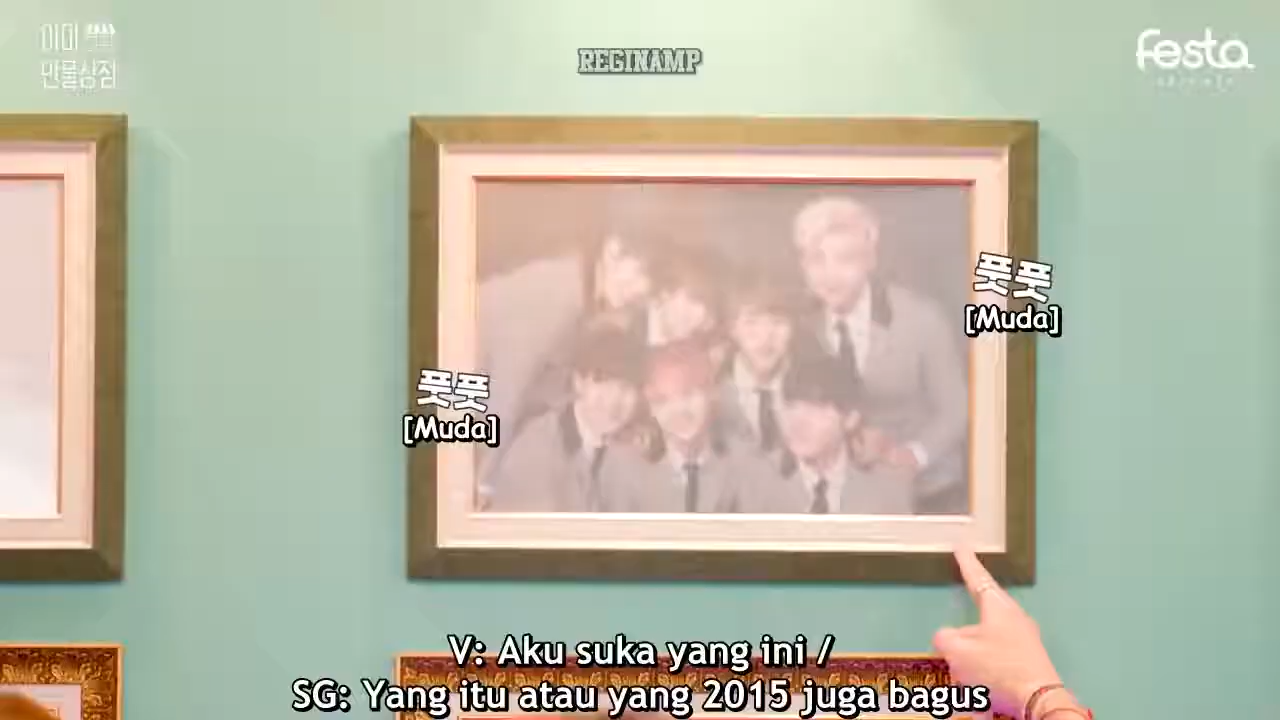 아미
만물상점
REGINAMP
festa
풋풋
[Muda]
풋풋
[Muda]
V: Aku suka yang ini /
SG: Yang itu atau yang 2015 juga bagus